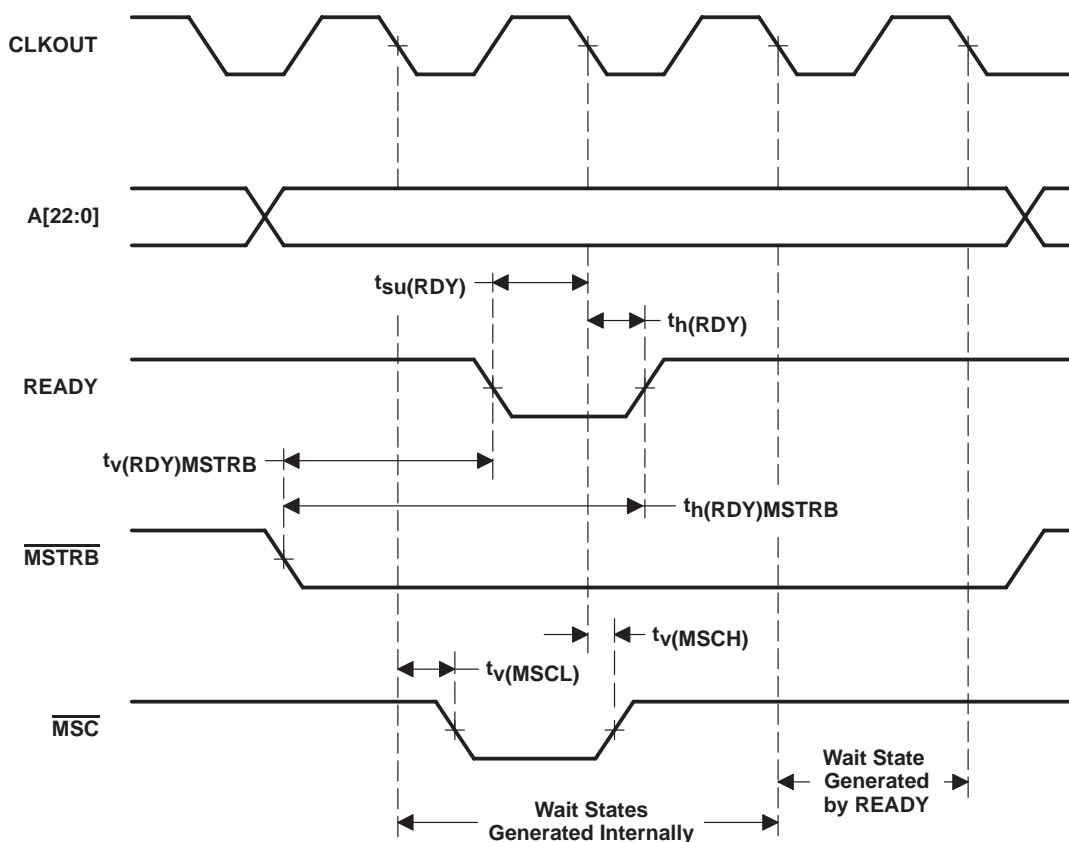 CLKOUT
A[22:0]
tsu(RDY)
th(RDY)
READY
tv(RDY)MSTRB
th(RDY)MSTRB
MSTRB
tv(MSCH)
tv(MSCL)
MSC
Wait State
Generated
by READY
Wait States
Generated Internally